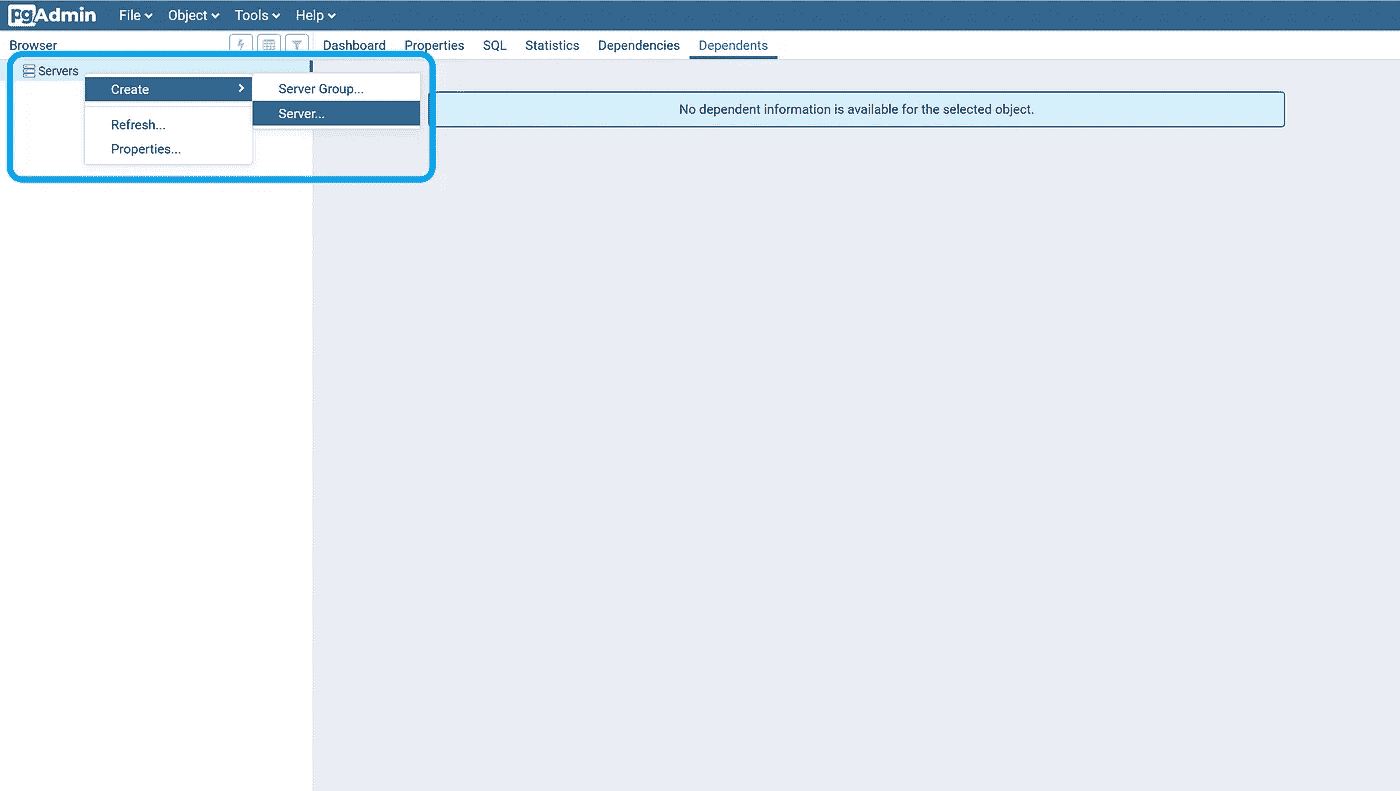 pgAdmin File Object Tools Help
Browser Dashboard Properties SQL Statistics Dependencies Dependents
Servers
Create Server Group...
Server...
Refresh...
Properties...
No dependent information is available for the selected object.